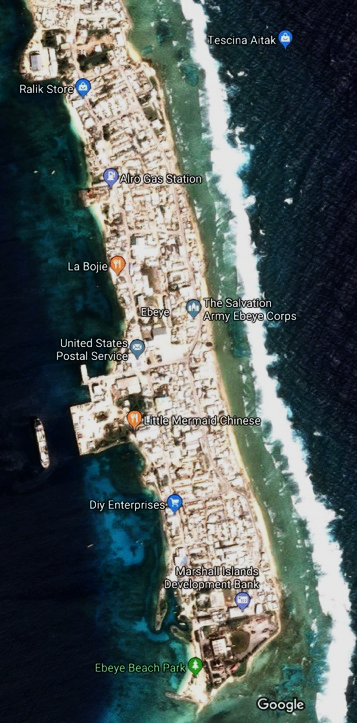 Tescina Aitak
Ralik Store
Alro Gas Station
La Bojie
The Salvation
Army Ebeye Corps
Ebeye
United States
Postal Service
Little Mermaid Chinese
Diy Enterprises
Marshall Islands
Development Bank
Ebeye Beach Park
Google